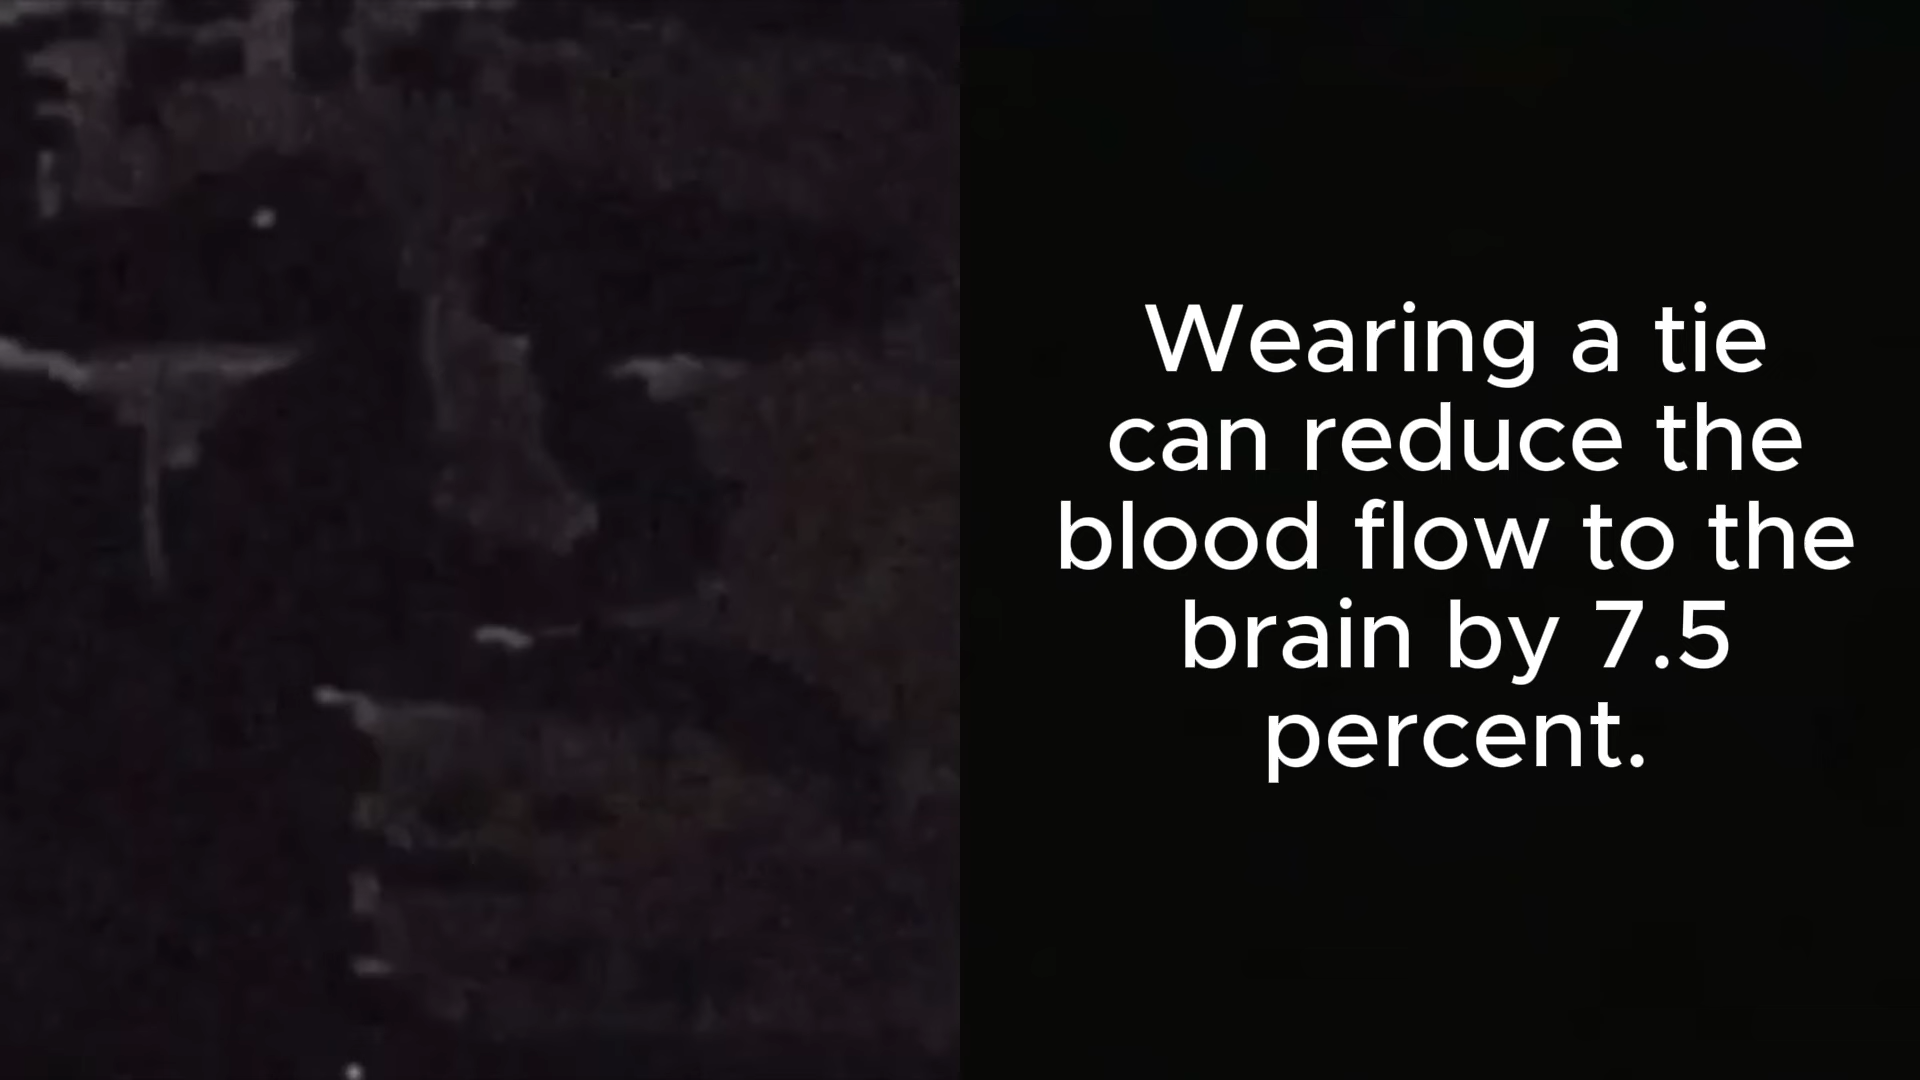 Wearing a tie
can reduce the
blood flow to the
brain by 7.5
percent.